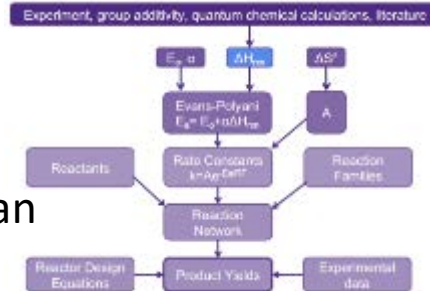 Experiment, group additivity, quantum chemical calculations, literature
E₀, α
ΔHᵣₓₙ
ΔS‡
Evans-Polyani
Eₐ= E₀+αΔHᵣₓₙ
A
Reactants
Rate Constants
k=Ae^-Ea/RT
Reaction
Families
an
Reaction
Network
Reactor Design
Equations
Product Yields
Experimental
data